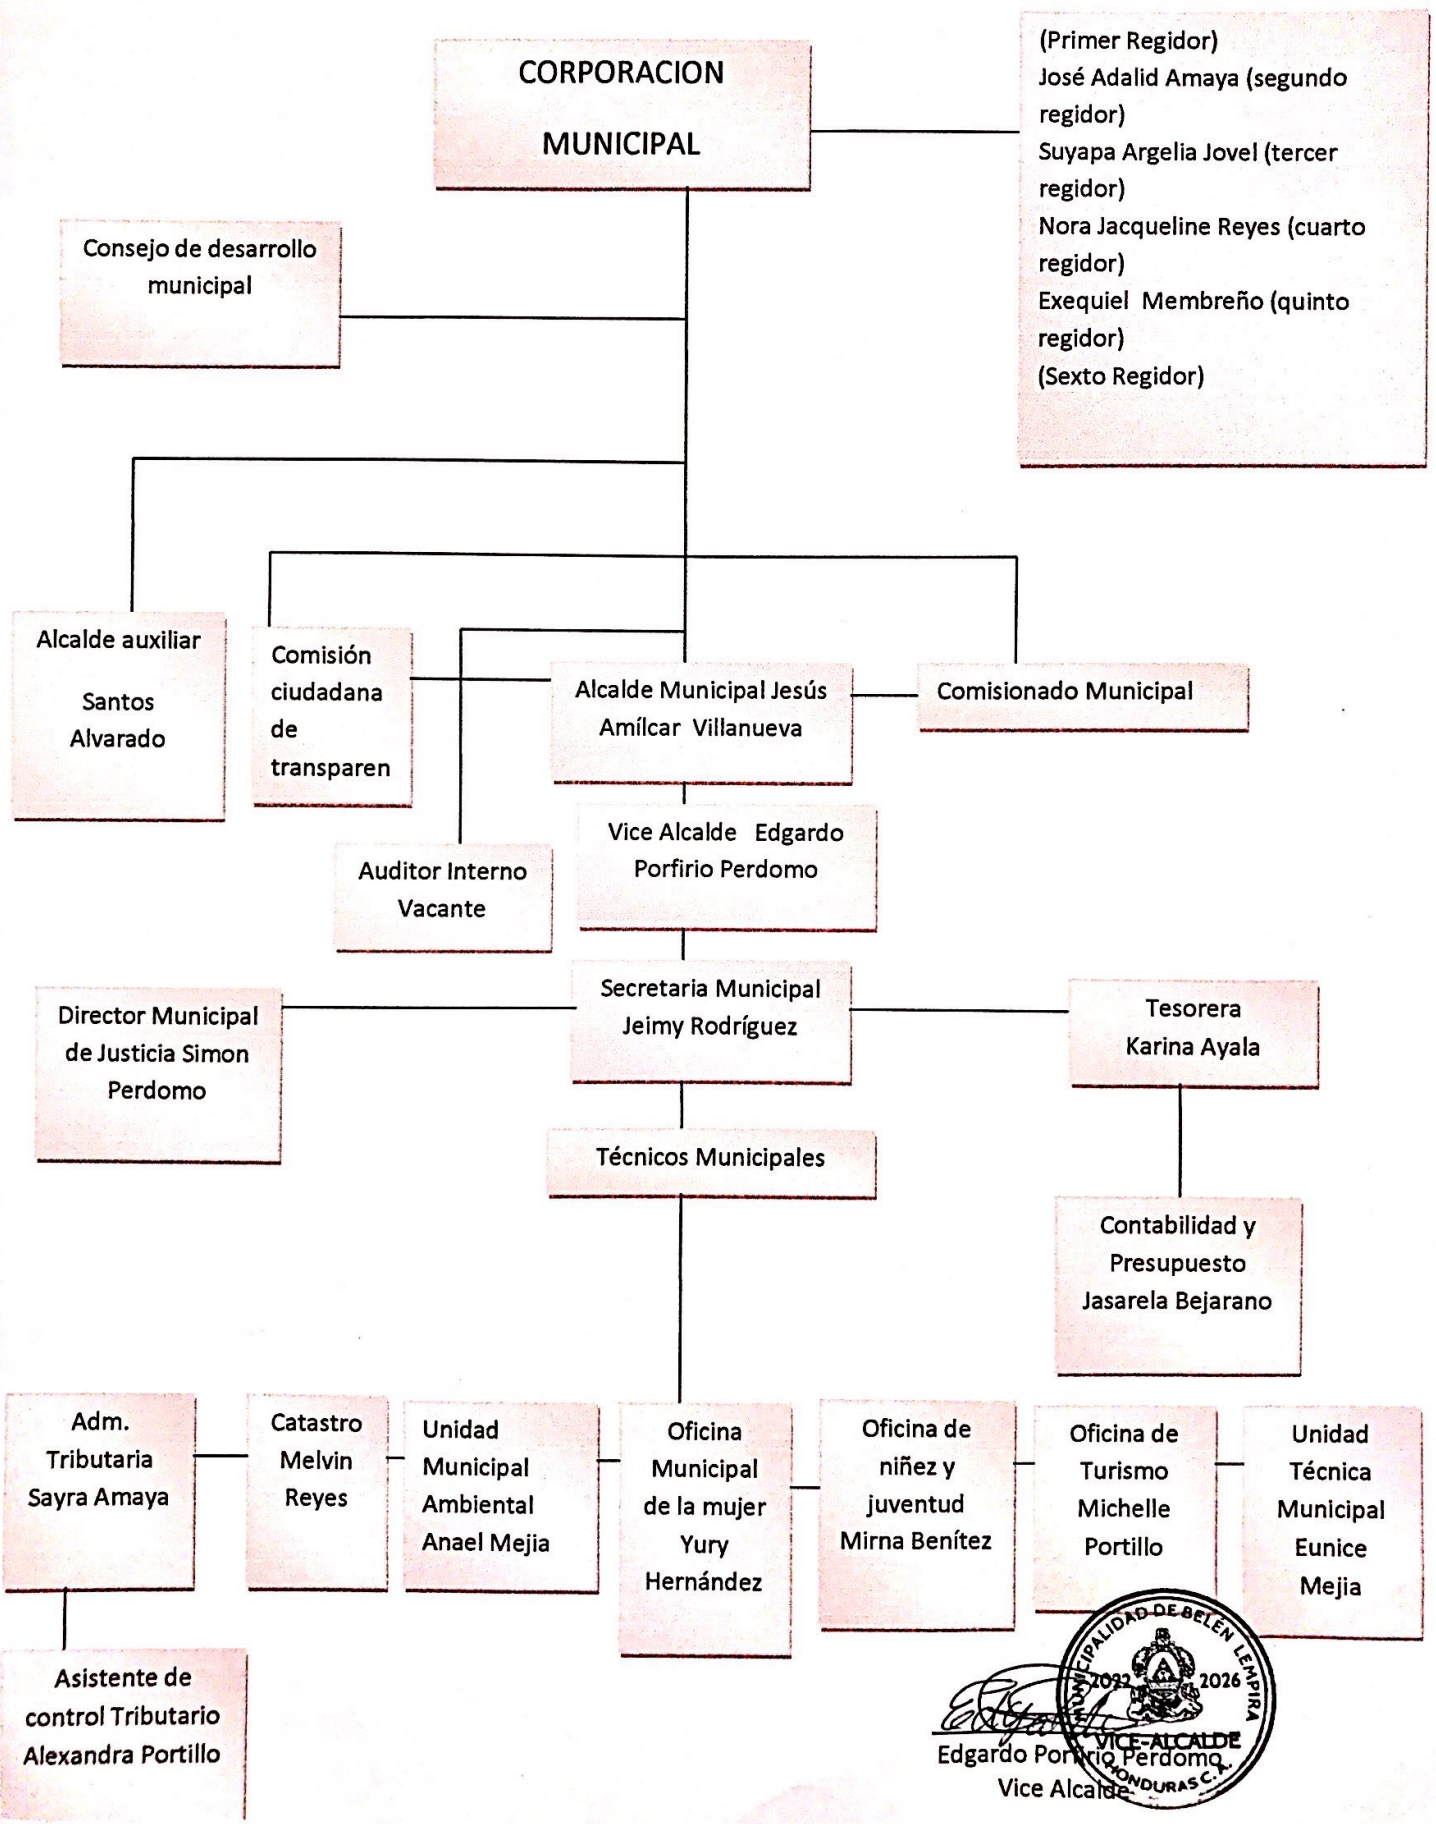 CORPORACION
MUNICIPAL
(Primer Regidor)
José Adalid Amaya (segundo
regidor)
Suyapa Argelia Jovel (tercer
regidor)
Nora Jacqueline Reyes (cuarto
regidor)
Exequiel Membreño (quinto
regidor)
(Sexto Regidor)
Consejo de desarrollo
municipal
Alcalde auxiliar
Santos
Alvarado
Comisión
ciudadana
de
transparen
Alcalde Municipal Jesús
Amílcar Villanueva
Comisionado Municipal
Auditor Interno
Vacante
Vice Alcalde Edgardo
Porfirio Perdomo
Director Municipal
de Justicia Simon
Perdomo
Secretaria Municipal
Jeimy Rodríguez
Tesorera
Karina Ayala
Técnicos Municipales
Contabilidad y
Presupuesto
Jasarela Bejarano
Adm.
Tributaria
Sayra Amaya
Catastro
Melvin
Reyes
Unidad
Municipal
Ambiental
Anael Mejia
Oficina
Municipal
de la mujer
Yury
Hernández
Oficina de
niñez y
juventud
Mirna Benítez
Oficina de
Turismo
Michelle
Portillo
Unidad
Técnica
Municipal
Eunice
Mejia
Asistente de
control Tributario
Alexandra Portillo
MUNICIPALIDAD DE BELÉN LEMPIRA
2022 2026
VICE-ALCALDE
HONDURAS C.A.
Edgardo Porfirio Perdomo
Vice Alcalde